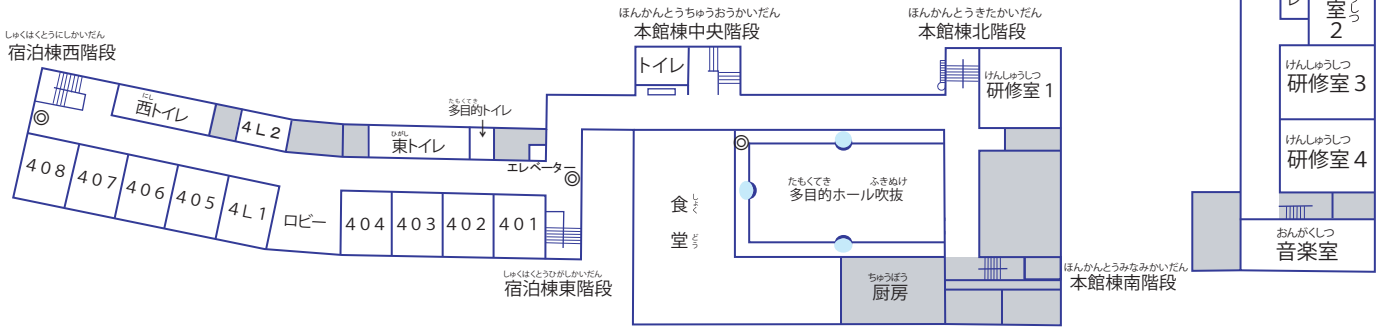 しゅくはくとうにしかいだん
宿泊棟西階段
ほんかんとうちゅうおうかいだん
本館棟中央階段
ほんかんとうきたかいだん
本館棟北階段
トイレ
けんしゅうしつ
研修室1
にし
西トイレ
4L2
ひがし
東トイレ
たもくてき
多目的トイレ
エレベーター
408
407
406
405
4L1
ロビー
404
403
402
401
しゅくはくとうひがしかいだん
宿泊棟東階段
しょくどう
食堂
たもくてき ふきぬけ
多目的ホール吹抜
ちゅうぼう
厨房
ほんかんとうみなみかいだん
本館棟南階段
レ
室2
しつ
けんしゅうしつ
研修室3
けんしゅうしつ
研修室4
おんがくしつ
音楽室